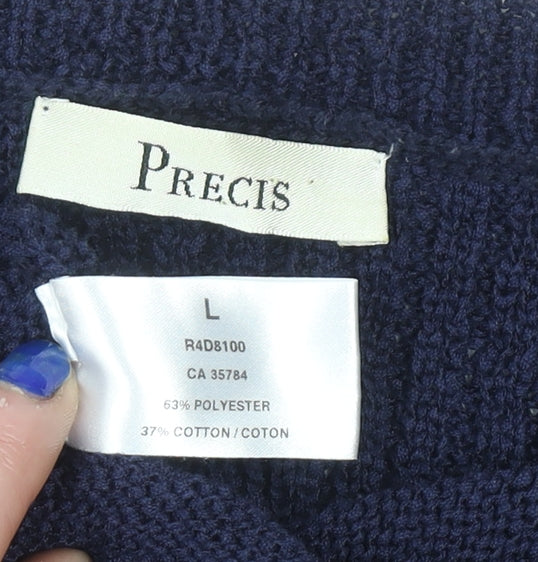 PRECIS
L
R4D8100
CA 35784
63% POLYESTER
37% COTTON / COTON